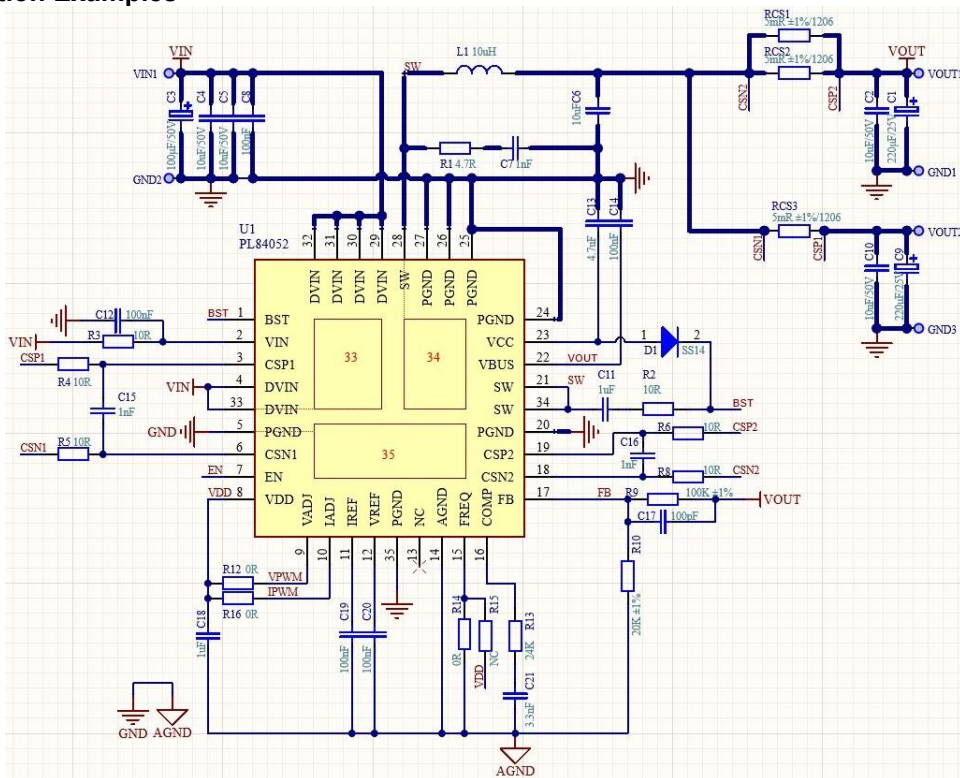 VIN
VIN1
C3
100µF/50V
C4
10uF/50V
C5
10uF/50V
C8
100nF
GND2
SW
L1 10uH
10uF
C6
R1 4.7R
C7
1nF
RCS1
5mR ±1%/1206
RCS2
5mR ±1%/1206
CSN2
CSP2
VOUT
VOUT1
C2
10uF/50V
C1
220µF/25V
GND1
RCS3
5mR ±1%/1206
CSN1
CSP1
VOUT2
C10
10uF/50V
C9
220µF/25V
GND3
C13
4.7uF
C14
100nF
U1
PL84052
32 31 30 29 28 27 26 25
DVIN DVIN DVIN DVIN SW PGND PGND PGND
33
34
35
BST 1 BST
VIN R3 10R 2 VIN
C12 100nF
CSP1 R4 10R 3 CSP1
C15
1nF
VIN 4 DVIN
33 DVIN
GND 5 PGND
CSN1 R5 10R 6 CSN1
EN 7 EN
VDD 8 VDD
PGND 24
VCC 23
1 D1 2
SS14
VBUS 22 VOUT
SW 21 SW
SW 34
C11
1uF
R2
10R
BST
PGND 20
CSP2 19 R6 10R CSP2
C16
1nF
CSN2 18 R8 10R CSN2
FB 17 FB R9 100K ±1% VOUT
C17 100pF
R10
20K ±1%
VADJ IADJ IREF VREF PGND NC AGND FREQ COMP
9 10 11 12 35 13 14 15 16
R12 0R VPWM
R16 0R IPWM
C18
1uF
C19
100nF
C20
100nF
R14
0R
R15
NC
VDD
R13
24K
C21
3.3nF
GND AGND
AGND